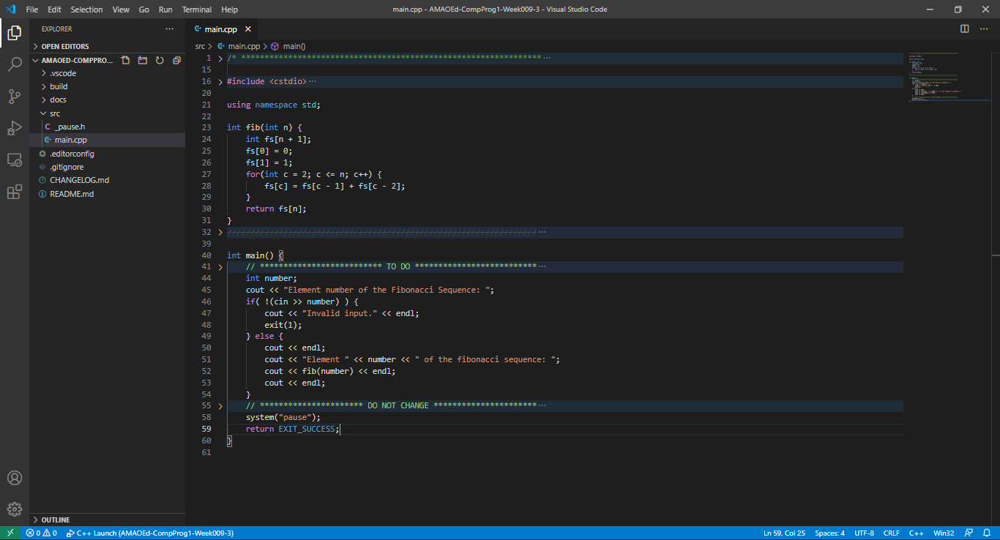 File Edit Selection View Go Run Terminal Help main.cpp - AMAOEd-CompProg1-Week009-3 - Visual Studio Code
EXPLORER ···
OPEN EDITORS
AMAOED-COMPPRO...
.vscode
build
docs
src
_pause.h
main.cpp
.editorconfig
.gitignore
CHANGELOG.md
README.md
OUTLINE
main.cpp
src > main.cpp > main()
1 /* ****************************************************************···
15
16 #include <cstdio>···
20
21 using namespace std;
22
23 int fib(int n) {
24     int fs[n + 1];
25     fs[0] = 0;
26     fs[1] = 1;
27     for(int c = 2; c <= n; c++) {
28         fs[c] = fs[c - 1] + fs[c - 2];
29     }
30     return fs[n];
31 }
32 //////////////////////////////////////////////////////////////////···
39
40 int main() {
41     // ************************** TO DO **************************···
44     int number;
45     cout << "Element number of the Fibonacci Sequence: ";
46     if( !(cin >> number) ) {
47         cout << "Invalid input." << endl;
48         exit(1);
49     } else {
50         cout << endl;
51         cout << "Element " << number << " of the fibonacci sequence: ";
52         cout << fib(number) << endl;
53         cout << endl;
54     }
55     // ********************** DO NOT CHANGE **********************···
58     system("pause");
59     return EXIT_SUCCESS;
60 }
61
0 0 C++ Launch (AMAOEd-CompProg1-Week009-3) Ln 59, Col 25 Spaces: 4 UTF-8 CRLF C++ Win32